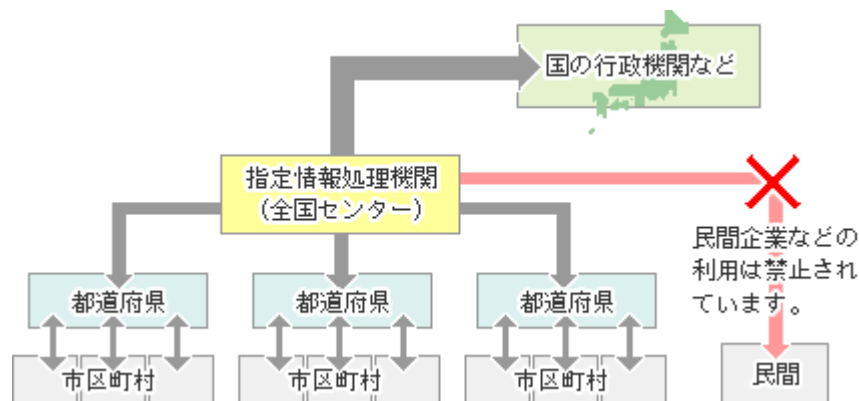 国の行政機関など
指定情報処理機関
（全国センター）
民間企業などの
利用は禁止され
ています。
都道府県
都道府県
都道府県
市区町村
市区町村
市区町村
民間